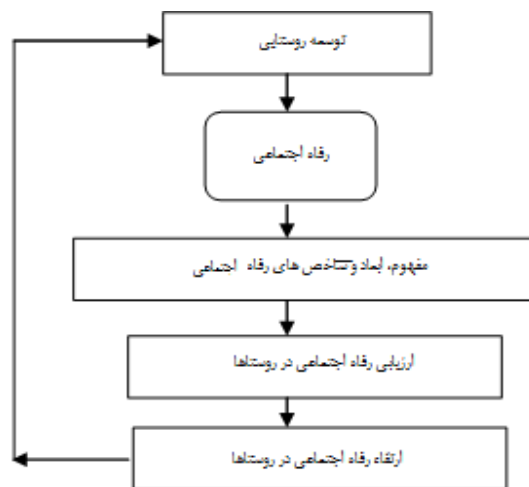 توسعه روستایی
رفاه اجتماعی
مفهوم، ابعاد و شاخص های رفاه اجتماعی
ارزیابی رفاه اجتماعی در روستاها
ارتقاء رفاه اجتماعی در روستاها